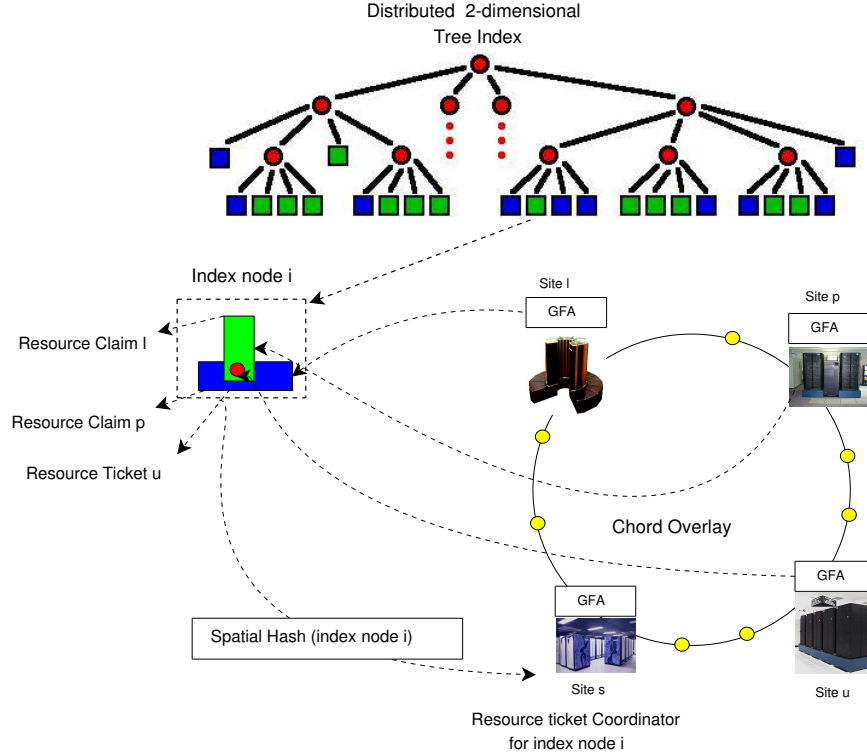 Distributed 2-dimensional
Tree Index
Index node i
Site l
Site p
GFA
GFA
Resource Claim l
Resource Claim p
Resource Ticket u
Chord Overlay
GFA
GFA
Spatial Hash (index node i)
Site s
Site u
Resource ticket Coordinator
for index node i